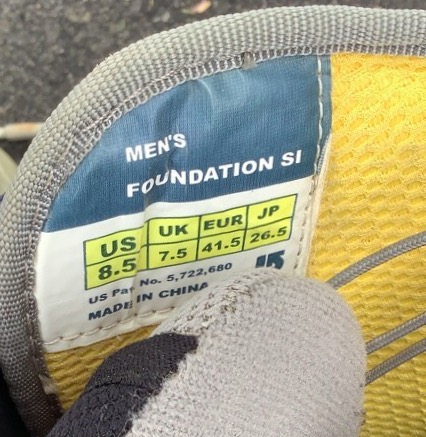 MEN'S
FOUNDATION SI
US UK EUR JP
8.5 7.5 41.5 26.5
US Pat No. 5,722,680
MADE IN CHINA